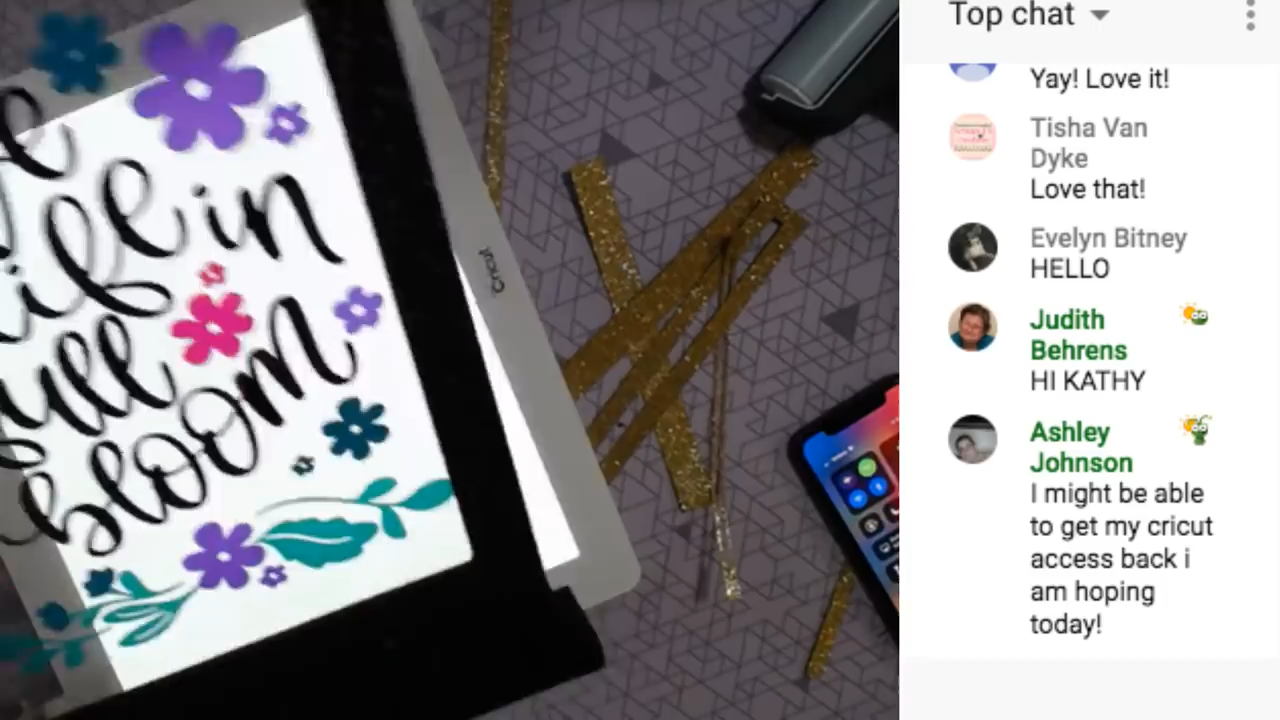 life in
full
bloom
Cricut
Top chat
Yay! Love it!
Tisha Van
Dyke
Love that!
Evelyn Bitney
HELLO
Judith
Behrens
HI KATHY
Ashley
Johnson
I might be able
to get my cricut
access back i
am hoping
today!